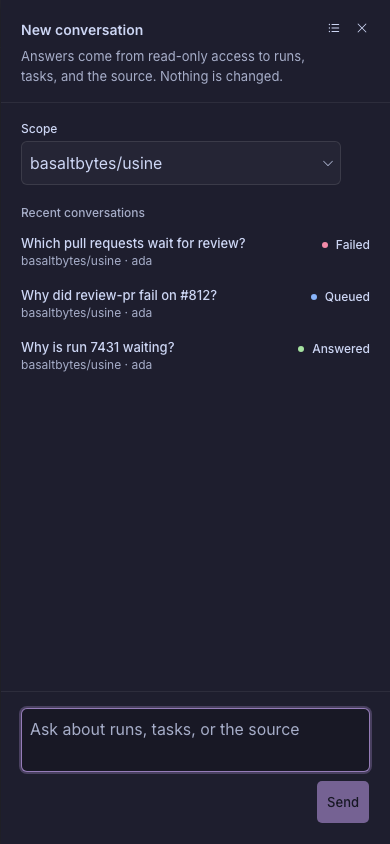 New conversation
Answers come from read-only access to runs,
tasks, and the source. Nothing is changed.
Scope
basaltbytes/usine
Recent conversations
Which pull requests wait for review?
Failed
basaltbytes/usine · ada
Why did review-pr fail on #812?
Queued
basaltbytes/usine · ada
Why is run 7431 waiting?
Answered
basaltbytes/usine · ada
Ask about runs, tasks, or the source
Send